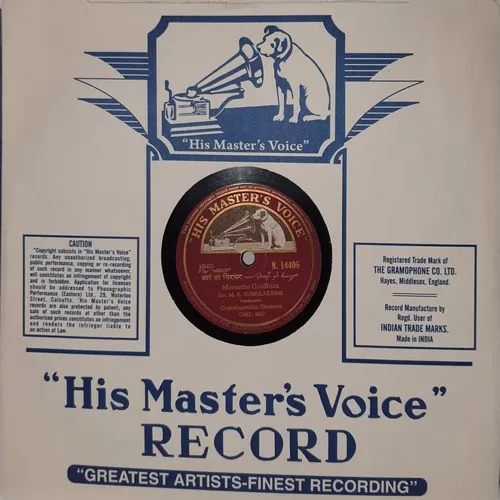 "His Master's Voice"
"HIS MASTER'S VOICE"
N. 14406
Smt. M. S. SUBBULAKSHMI
CAUTION
"Copyright subsists in "His Master's Voice"
Records. Any unauthorized broadcasting,
public performance, copying or re-recording
of such record in any manner whatsoever,
will constitutes an infringement of copyright
and is forbidden. Application for licenses
should be addressed to Phonographic
Performance (Eastern) Ltd., 29, Waterloo
Street, Calcutta. "His Master's Voice
records are also protected by patent, any
sale of such records at other than the
authorised prices constitutes an infringement
and renders the infringer liable to
an action at Law.
Registered Trade Mark of
THE GRAMOPHONE CO. LTD.
Hayes, Middlesex, England.
Record Manufacture by
Regd. User of
INDIAN TRADE MARKS.
Made in INDIA
"His Master's Voice"
RECORD
"GREATEST ARTISTS-FINEST RECORDING"